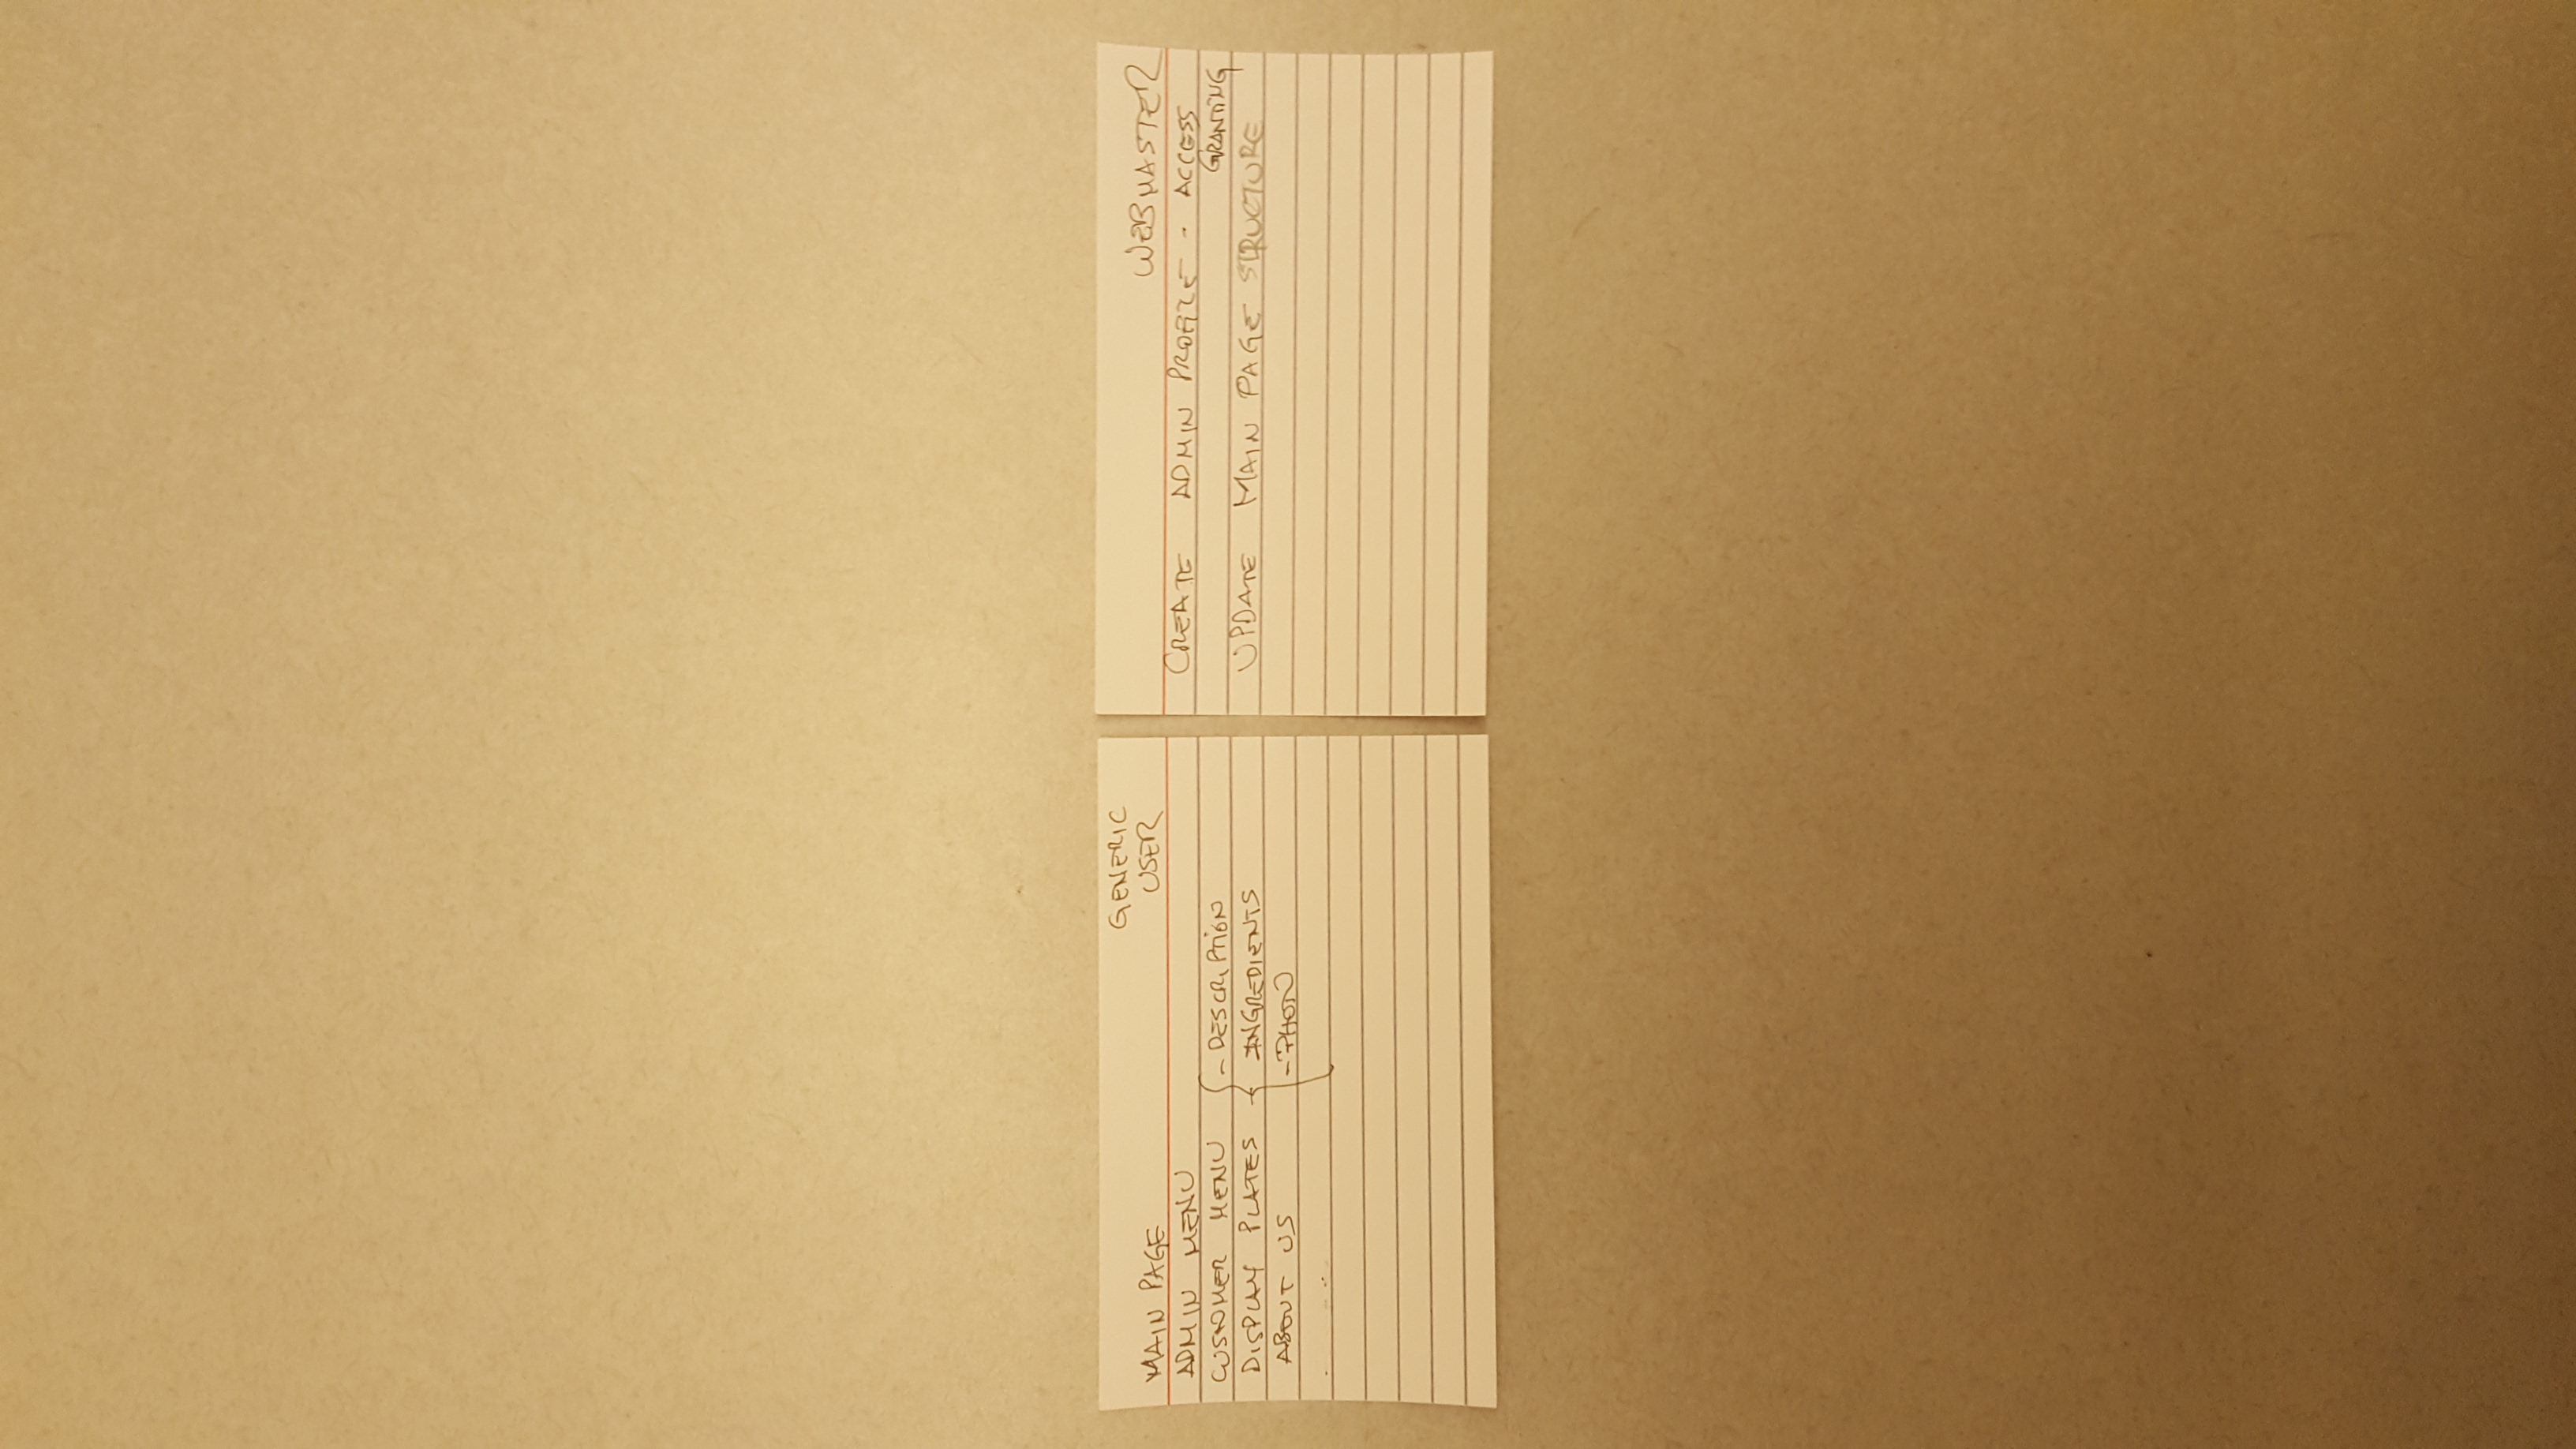 GENERIC
MAIN PAGE USER
ADMIN MENU
CUSTOMER MENU - DESCRIPTION
DISPLAY PLATES INGREDIENTS
ABOUT US - PHOTO
WEBMASTER
CREATE ADMIN PROFILE - ACCESS
GRANTING
UPDATE MAIN PAGE STRUCTURE